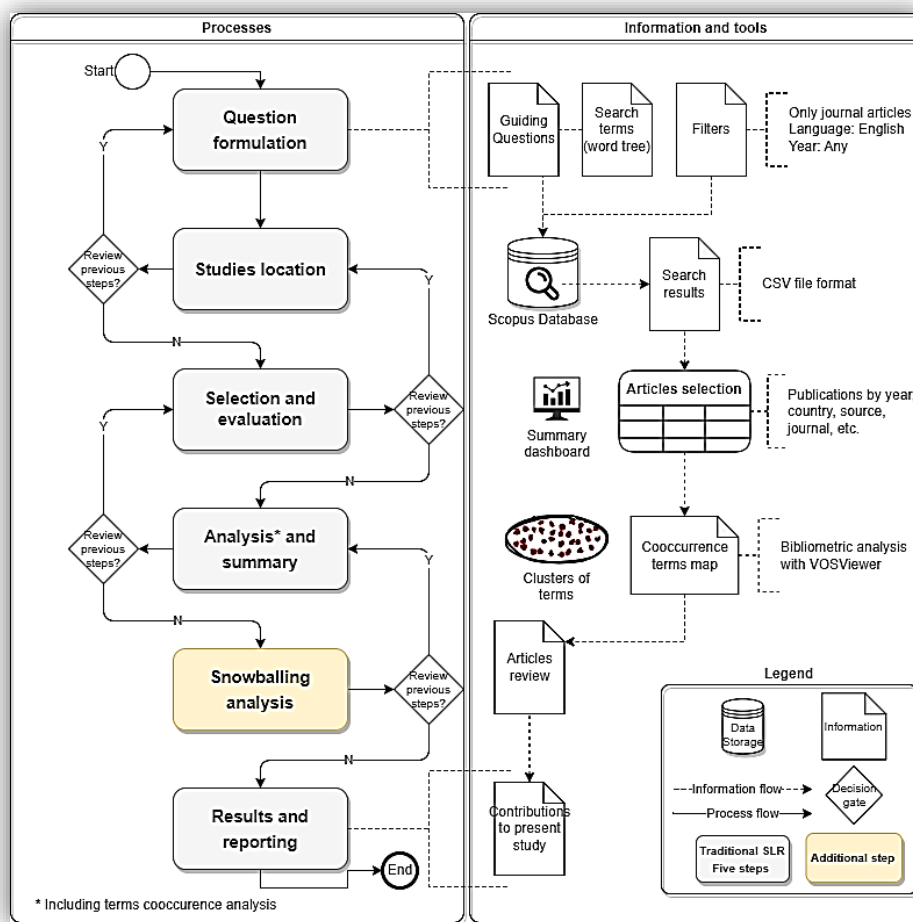 Processes
Start
Question
formulation
Y
Review
previous
steps?
Studies location
Y
N
Selection and
evaluation
Review
previous
steps?
Y
N
Analysis* and
summary
Review
previous
steps?
Y
N
Snowballing
analysis
Review
previous
steps?
N
Results and
reporting
End
* Including terms cooccurence analysis
Information and tools
Guiding
Questions
Search
terms
(word tree)
Filters
Only journal articles
Language: English
Year: Any
Scopus Database
Search
results
CSV file format
Summary
dashboard
Articles selection
Publications by year,
country, source,
journal, etc.
Clusters of
terms
Cooccurrence
terms map
Bibliometric analysis
with VOSViewer
Articles
review
Contributions
to present
study
Legend
Data
Storage
Information
Information flow
Decision
gate
Process flow
Traditional SLR
Five steps
Additional step